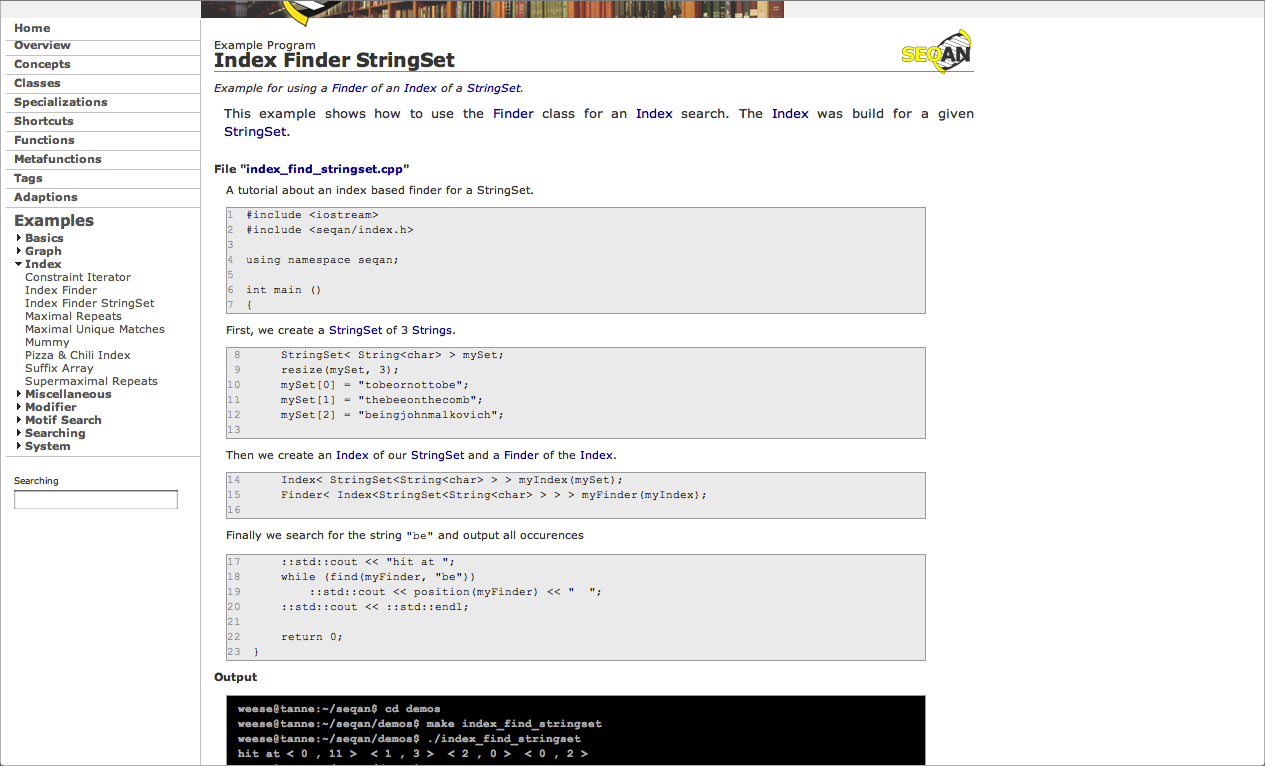 Home
Overview
Concepts
Classes
Specializations
Shortcuts
Functions
Metafunctions
Tags
Adaptions
Examples
Basics
Graph
Index
Constraint Iterator
Index Finder
Index Finder StringSet
Maximal Repeats
Maximal Unique Matches
Mummy
Pizza & Chili Index
Suffix Array
Supermaximal Repeats
Miscellaneous
Modifier
Motif Search
Searching
System
Searching
Example Program
Index Finder StringSet
SEQAN
Example for using a Finder of an Index of a StringSet.
This example shows how to use the Finder class for an Index search. The Index was build for a given
StringSet.
File "index_find_stringset.cpp"
A tutorial about an index based finder for a StringSet.
1 #include <iostream>
2 #include <seqan/index.h>
3
4 using namespace seqan;
5
6 int main ()
7 {
First, we create a StringSet of 3 Strings.
8 StringSet< String<char> > mySet;
9 resize(mySet, 3);
10 mySet[0] = "tobeornottobe";
11 mySet[1] = "thebeeonthecomb";
12 mySet[2] = "beingjohnmalkovich";
13
Then we create an Index of our StringSet and a Finder of the Index.
14 Index< StringSet<String<char> > > myIndex(mySet);
15 Finder< Index<StringSet<String<char> > > > myFinder(myIndex);
16
Finally we search for the string "be" and output all occurences
17 ::std::cout << "hit at ";
18 while (find(myFinder, "be"))
19 ::std::cout << position(myFinder) << "  ";
20 ::std::cout << ::std::endl;
21
22 return 0;
23 }
Output
weese@tanne:~/seqan$ cd demos
weese@tanne:~/seqan/demos$ make index_find_stringset
weese@tanne:~/seqan/demos$ ./index_find_stringset
hit at < 0 , 11 >  < 1 , 3 >  < 2 , 0 >  < 0 , 2 >